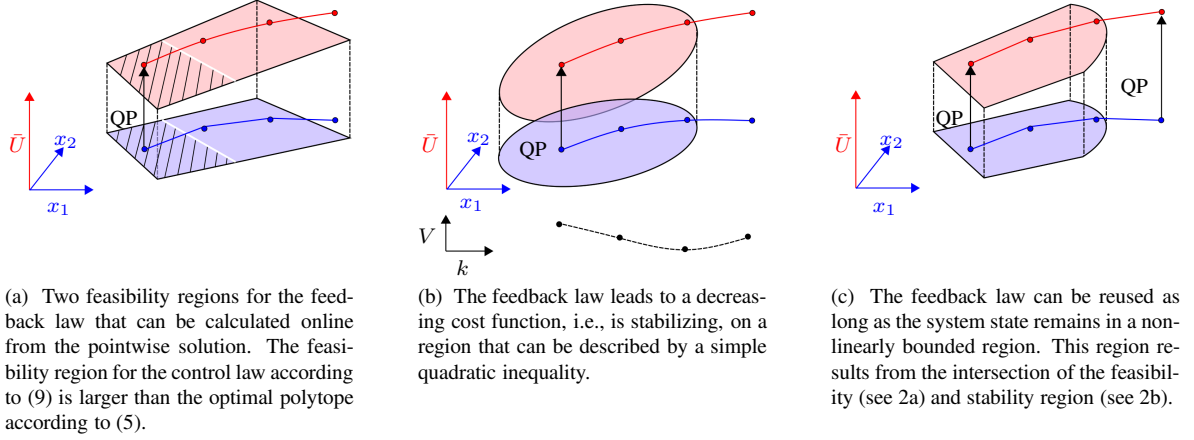 QP
Ū
x2
x1
QP
Ū
x2
x1
V
k
QP
QP
Ū
x2
x1
(a) Two feasibility regions for the feed-
back law that can be calculated online
from the pointwise solution. The feasi-
bility region for the control law according
to (9) is larger than the optimal polytope
according to (5).
(b) The feedback law leads to a decreas-
ing cost function, i.e., is stabilizing, on a
region that can be described by a simple
quadratic inequality.
(c) The feedback law can be reused as
long as the system state remains in a non-
linearly bounded region. This region re-
sults from the intersection of the feasibil-
ity (see 2a) and stability region (see 2b).